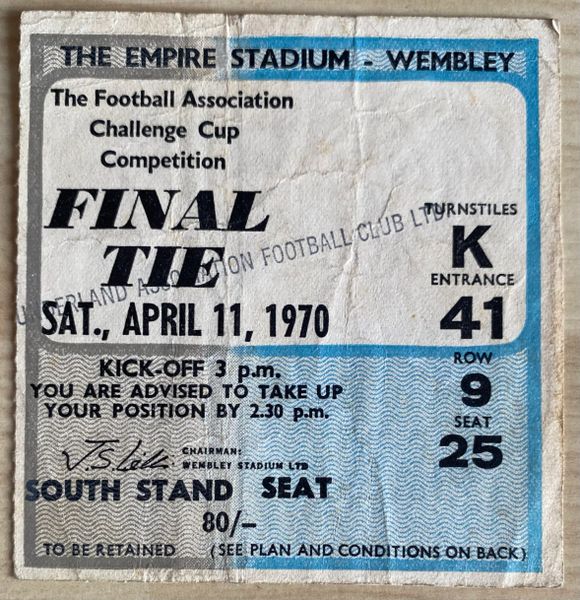 THE EMPIRE STADIUM - WEMBLEY
The Football Association
Challenge Cup
Competition
FINAL
TIE
SAT., APRIL 11, 1970
UNDERLAND ASSOCIATION FOOTBALL CLUB LTD
TURNSTILES
K
ENTRANCE
41
ROW
9
SEAT
25
KICK-OFF 3 p.m.
YOU ARE ADVISED TO TAKE UP
YOUR POSITION BY 2.30 p.m.
CHAIRMAN:
WEMBLEY STADIUM LTD
SOUTH STAND SEAT
80/-
TO BE RETAINED (SEE PLAN AND CONDITIONS ON BACK)